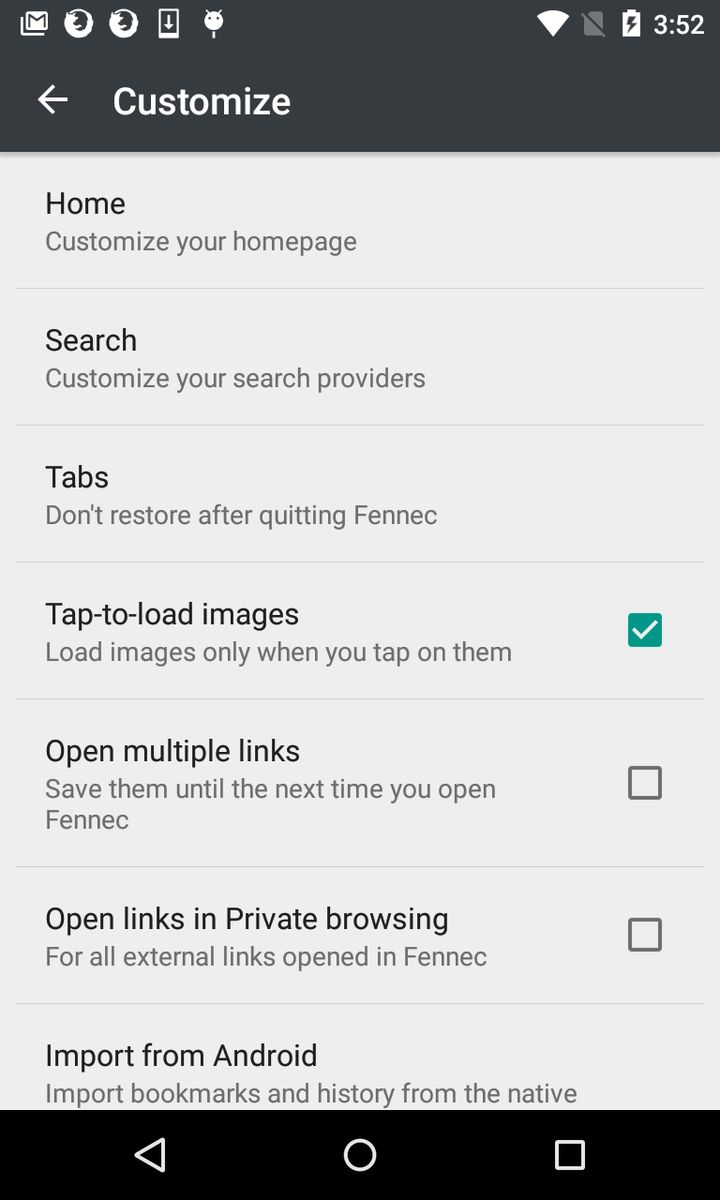 3:52
Customize
Home
Customize your homepage
Search
Customize your search providers
Tabs
Don't restore after quitting Fennec
Tap-to-load images
Load images only when you tap on them
Open multiple links
Save them until the next time you open
Fennec
Open links in Private browsing
For all external links opened in Fennec
Import from Android
Import bookmarks and history from the native